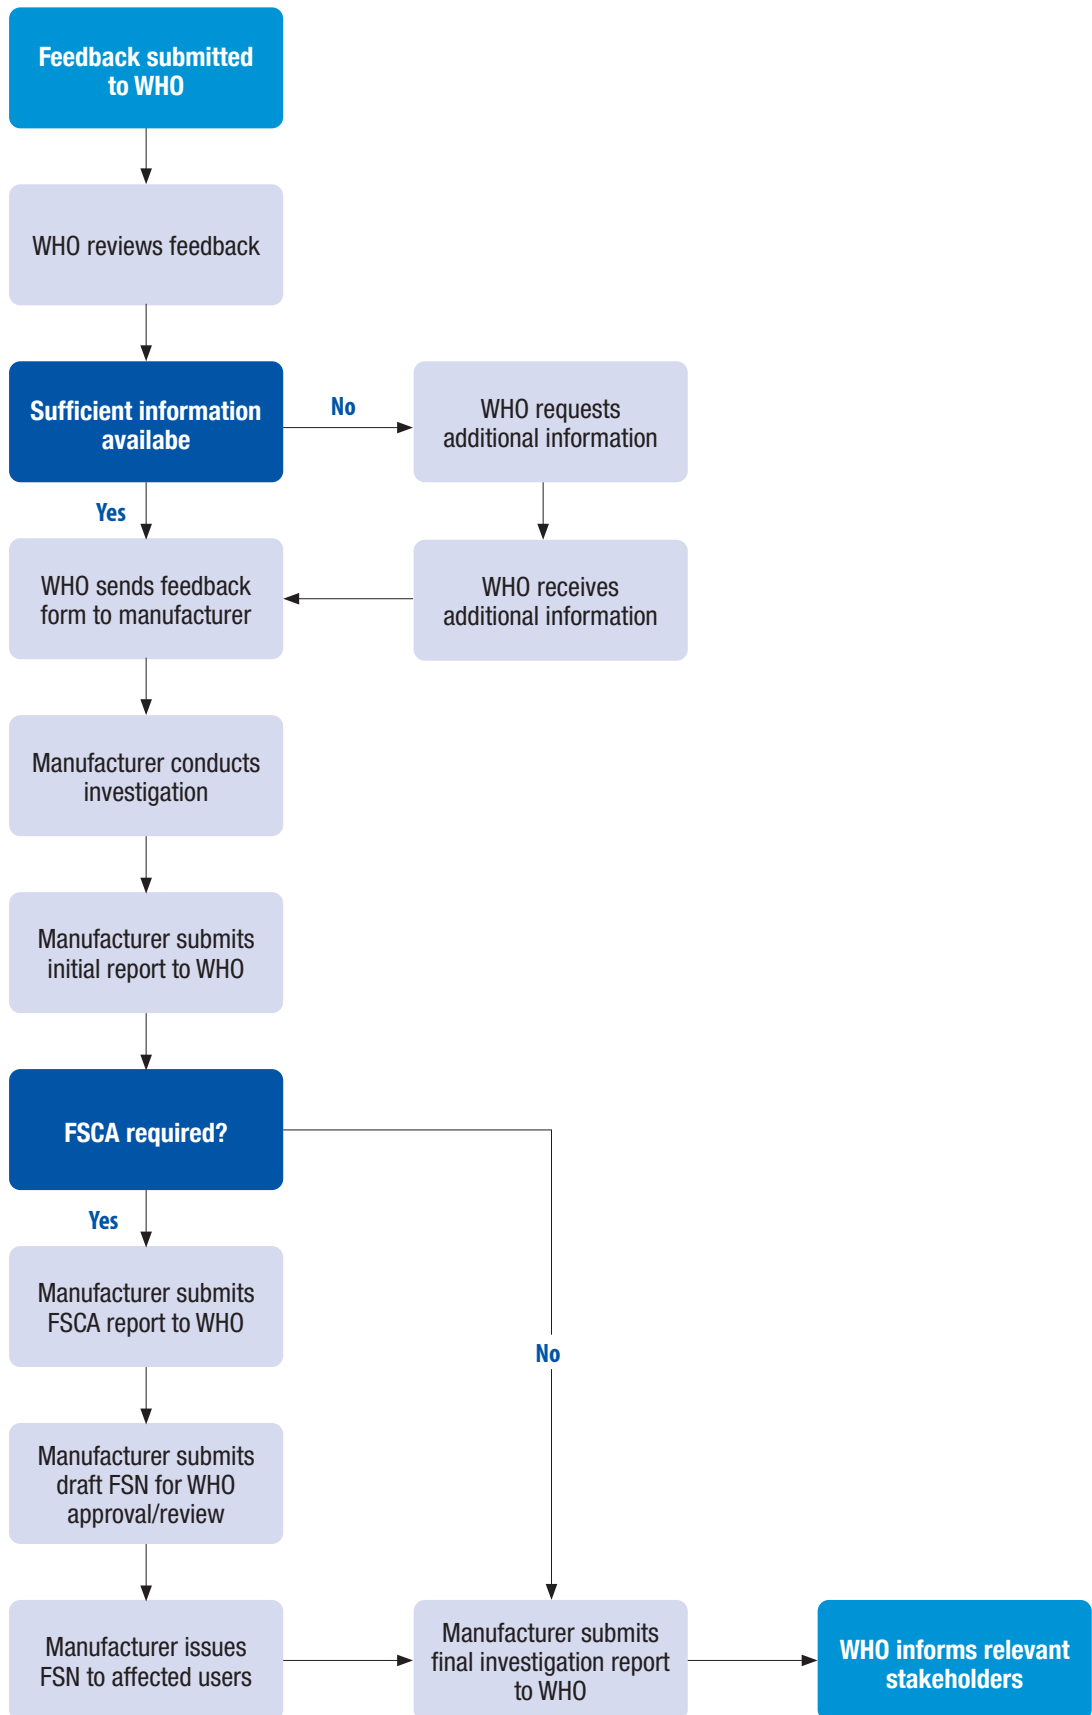 Feedback submitted
to WHO
WHO reviews feedback
Sufficient information
availabe
No
WHO requests
additional information
Yes
WHO sends feedback
form to manufacturer
WHO receives
additional information
Manufacturer conducts
investigation
Manufacturer submits
initial report to WHO
FSCA required?
Yes
Manufacturer submits
FSCA report to WHO
No
Manufacturer submits
draft FSN for WHO
approval/review
Manufacturer issues
FSN to affected users
Manufacturer submits
final investigation report
to WHO
WHO informs relevant
stakeholders